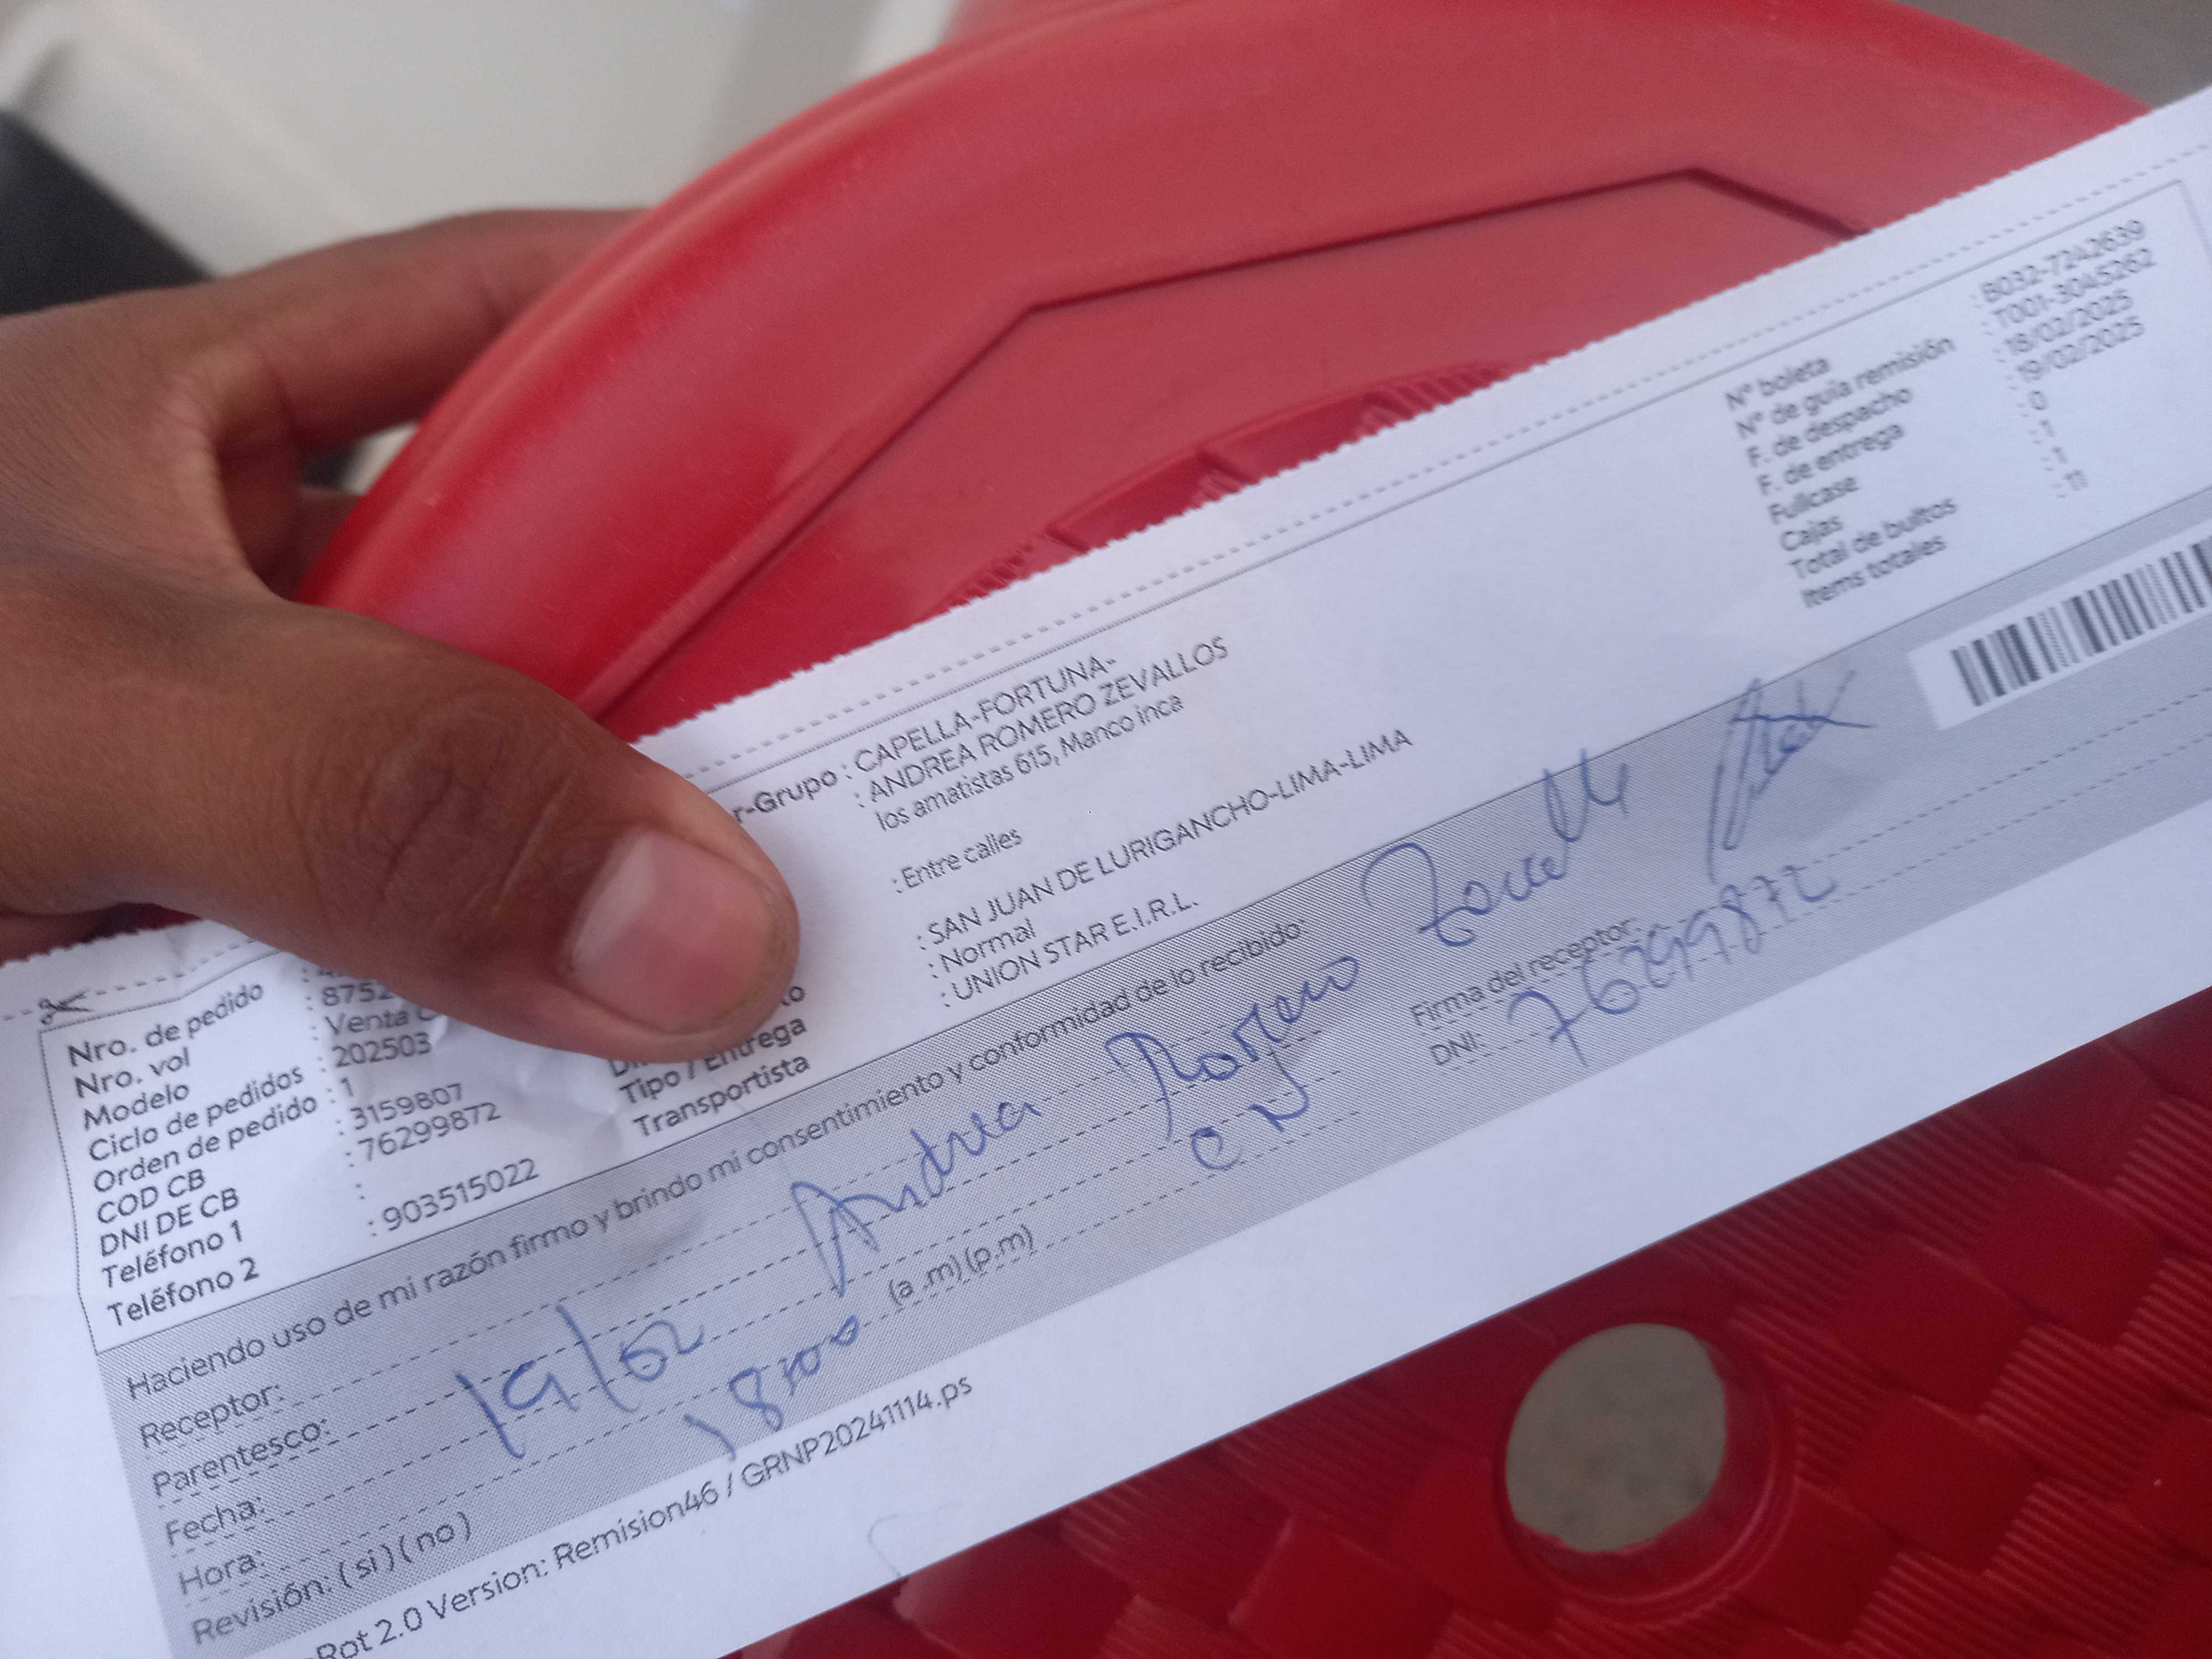 Nro. de pedido
Nro. vol : 8752
Modelo : Venta
Ciclo de pedidos : 202503
Orden de pedido : 1
COD CB : 3159807
DNI DE CB : 76299872
Teléfono 1 :
Teléfono 2 : 903515022
r-Grupo : CAPELLA-FORTUNA-
: ANDREA ROMERO ZEVALLOS
los amatistas 615, Manco inca
: Entre calles
: SAN JUAN DE LURIGANCHO-LIMA-LIMA
Tipo / Entrega : Normal
Transportista : UNION STAR E.I.R.L.
N° boleta : B032-7242639
N° de guía remisión : T001-3045262
F. de despacho : 18/02/2025
F. de entrega : 19/02/2025
Fullcase : 0
Cajas : 1
Total de bultos : 1
Items totales : 11
Haciendo uso de mi razón firmo y brindo mi consentimiento y conformidad de lo recibido:
Receptor: Andrea Romero
Parentesco:
Fecha: 19/02
Hora: (a .m) (p.m)
Revisión: ( si ) ( no )
Firma del receptor:
DNI: 76299872
Rot 2.0 Version: Remision46 / GRNP20241114.ps